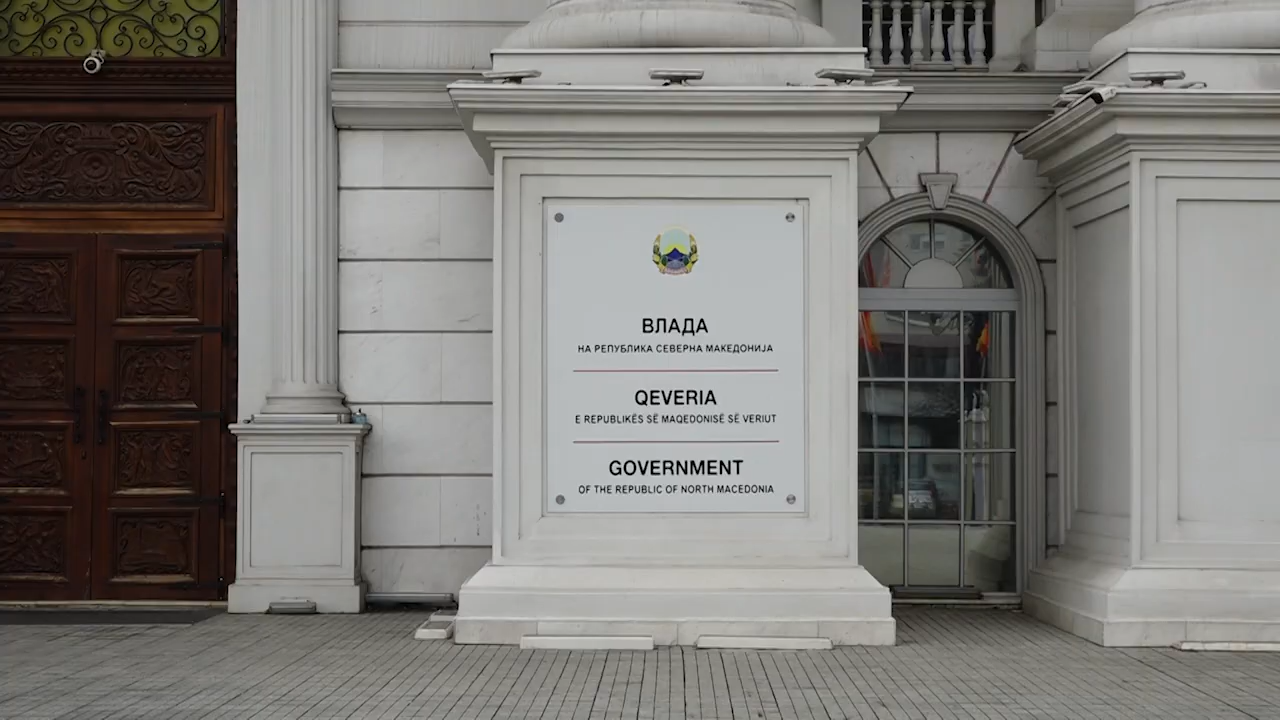 ВЛАДА
НА РЕПУБЛИКА СЕВЕРНА МАКЕДОНИЈА
QEVERIA
E REPUBLIKËS SË MAQEDONISË SË VERIUT
GOVERNMENT
OF THE REPUBLIC OF NORTH MACEDONIA